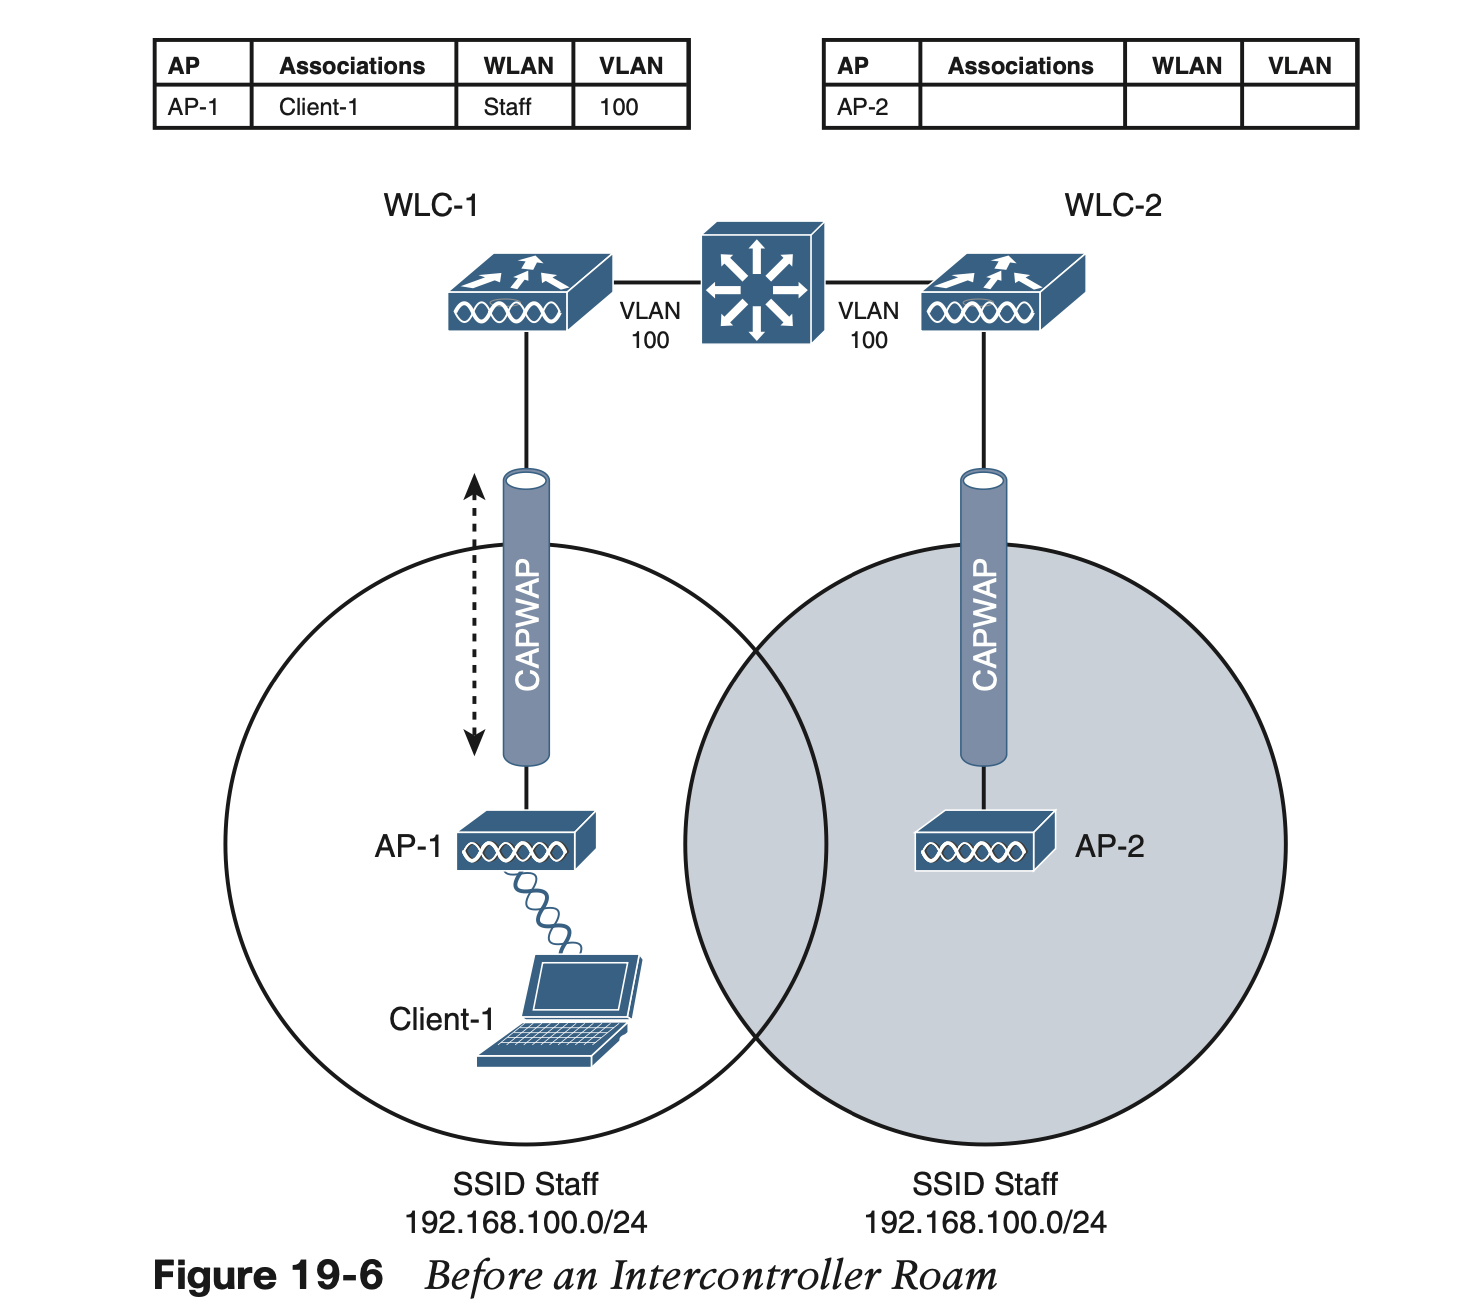 AP Associations WLAN VLAN
AP-1 Client-1 Staff 100
AP Associations WLAN VLAN
AP-2
WLC-1
WLC-2
VLAN
100
VLAN
100
CAPWAP
CAPWAP
AP-1
AP-2
Client-1
SSID Staff
192.168.100.0/24
SSID Staff
192.168.100.0/24
Figure 19-6 Before an Intercontroller Roam